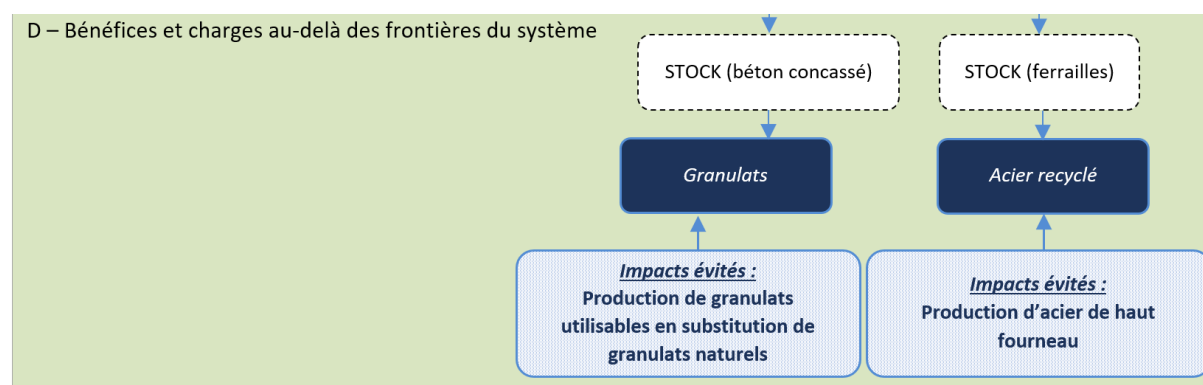 D – Bénéfices et charges au-delà des frontières du système
STOCK (béton concassé)
STOCK (ferrailles)
Granulats
Acier recyclé
Impacts évités :
Production de granulats
utilisables en substitution de
granulats naturels
Impacts évités :
Production d’acier de haut
fourneau